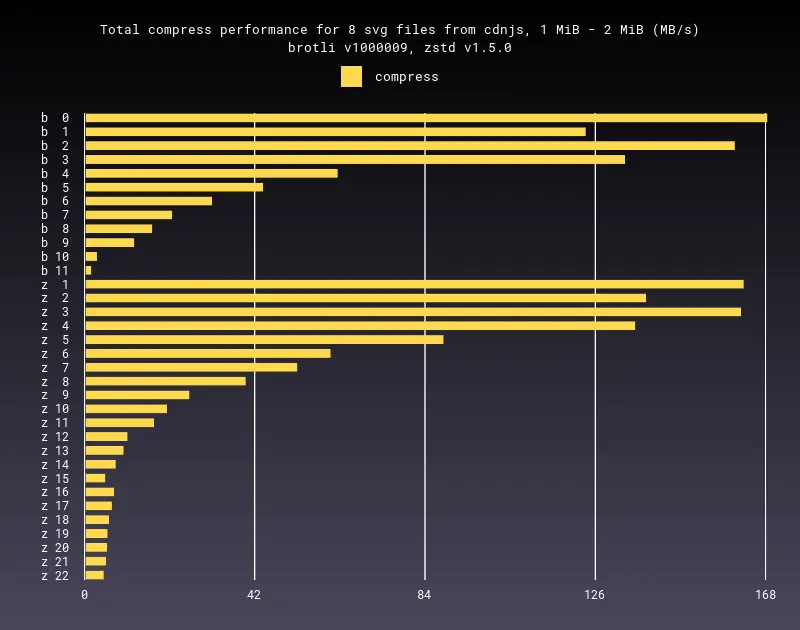 Total compress performance for 8 svg files from cdnjs, 1 MiB - 2 MiB (MB/s)
brotli v1000009, zstd v1.5.0
compress
b 0
b 1
b 2
b 3
b 4
b 5
b 6
b 7
b 8
b 9
b 10
b 11
z 1
z 2
z 3
z 4
z 5
z 6
z 7
z 8
z 9
z 10
z 11
z 12
z 13
z 14
z 15
z 16
z 17
z 18
z 19
z 20
z 21
z 22
0 42 84 126 168